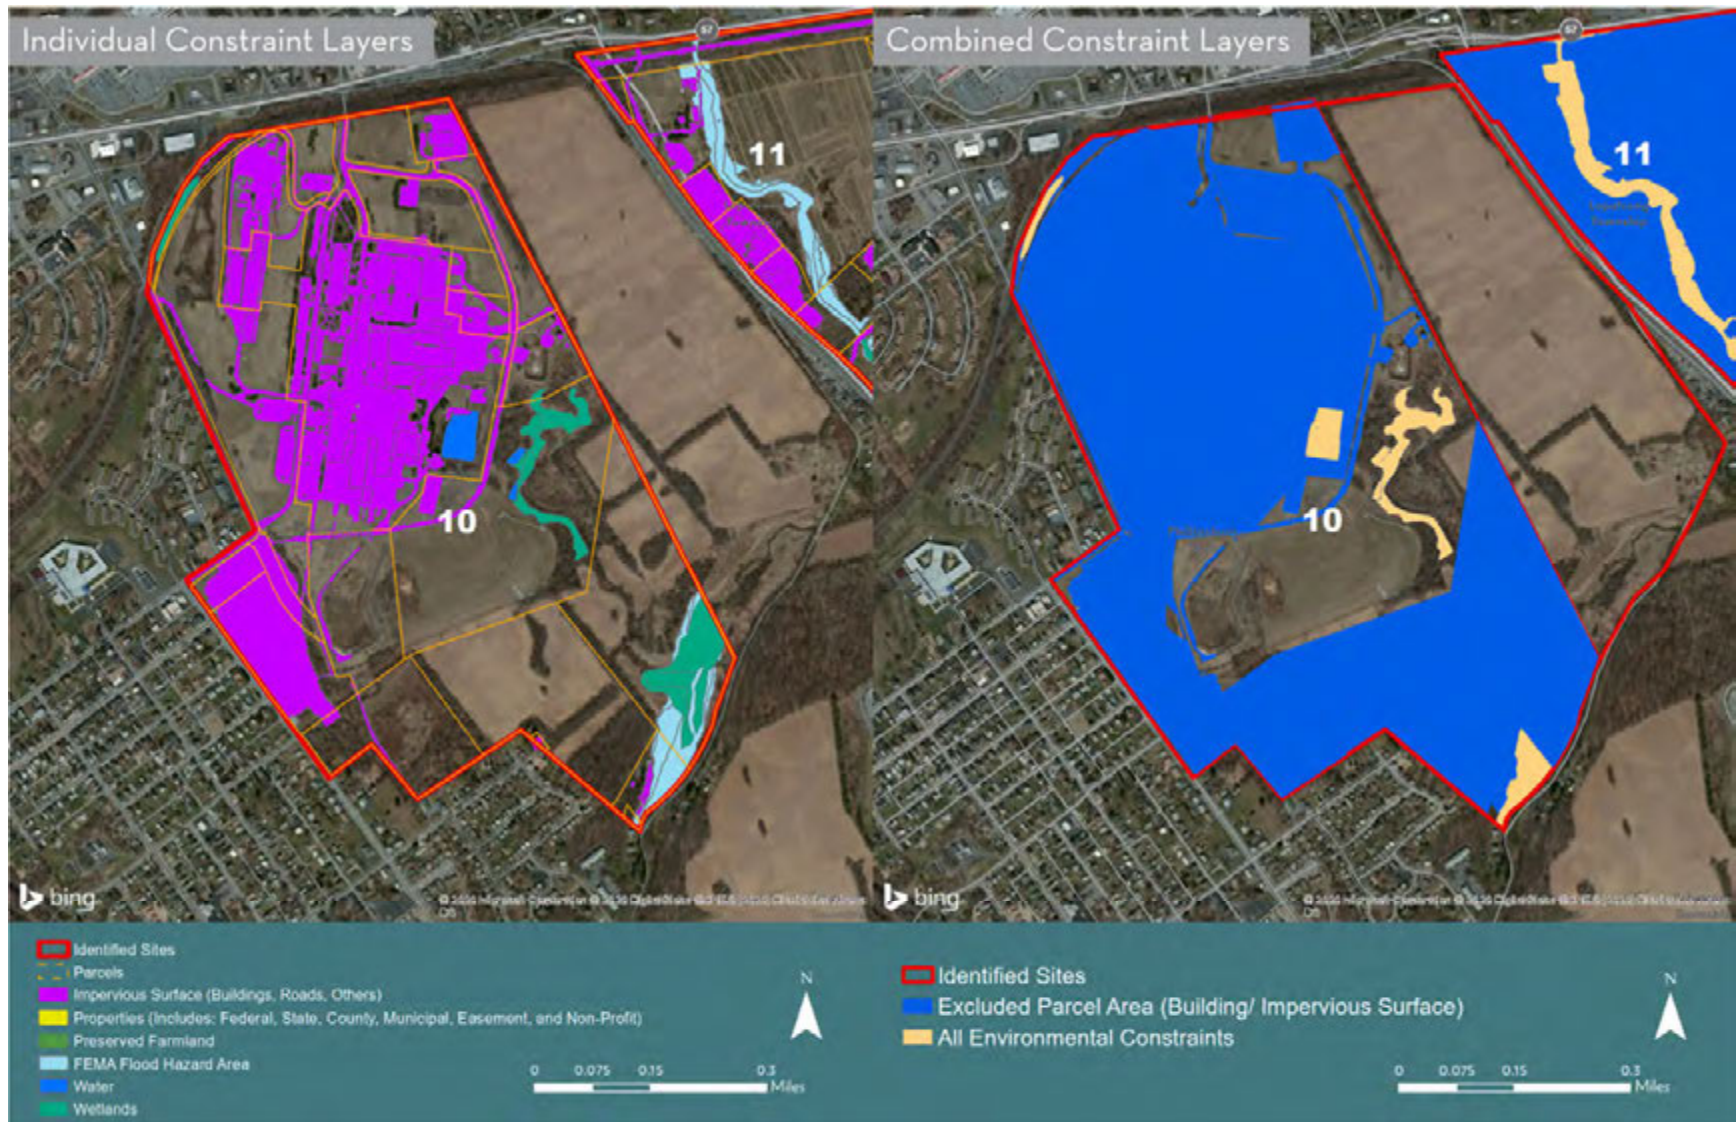 Individual Constraint Layers
57
11
10
bing
Identified Sites
Parcels
Impervious Surface (Buildings, Roads, Others)
Properties (Includes: Federal, State, County, Municipal, Easement, and Non-Profit)
Preserved Farmland
FEMA Flood Hazard Area
Water
Wetlands
N
0 0.075 0.15 0.3
Miles
Combined Constraint Layers
57
11
10
bing
Identified Sites
Excluded Parcel Area (Building/ Impervious Surface)
All Environmental Constraints
N
0 0.075 0.15 0.3
Miles